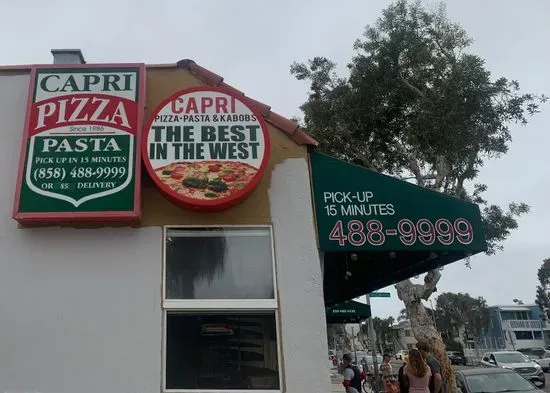 CAPRI
PIZZA
Since 1986
PASTA
PICK UP IN 15 MINUTES
(858) 488-9999
OR $5 DELIVERY
CAPRI
PIZZA-PASTA & KABOBS
THE BEST
IN THE WEST
PICK-UP
15 MINUTES
488-9999